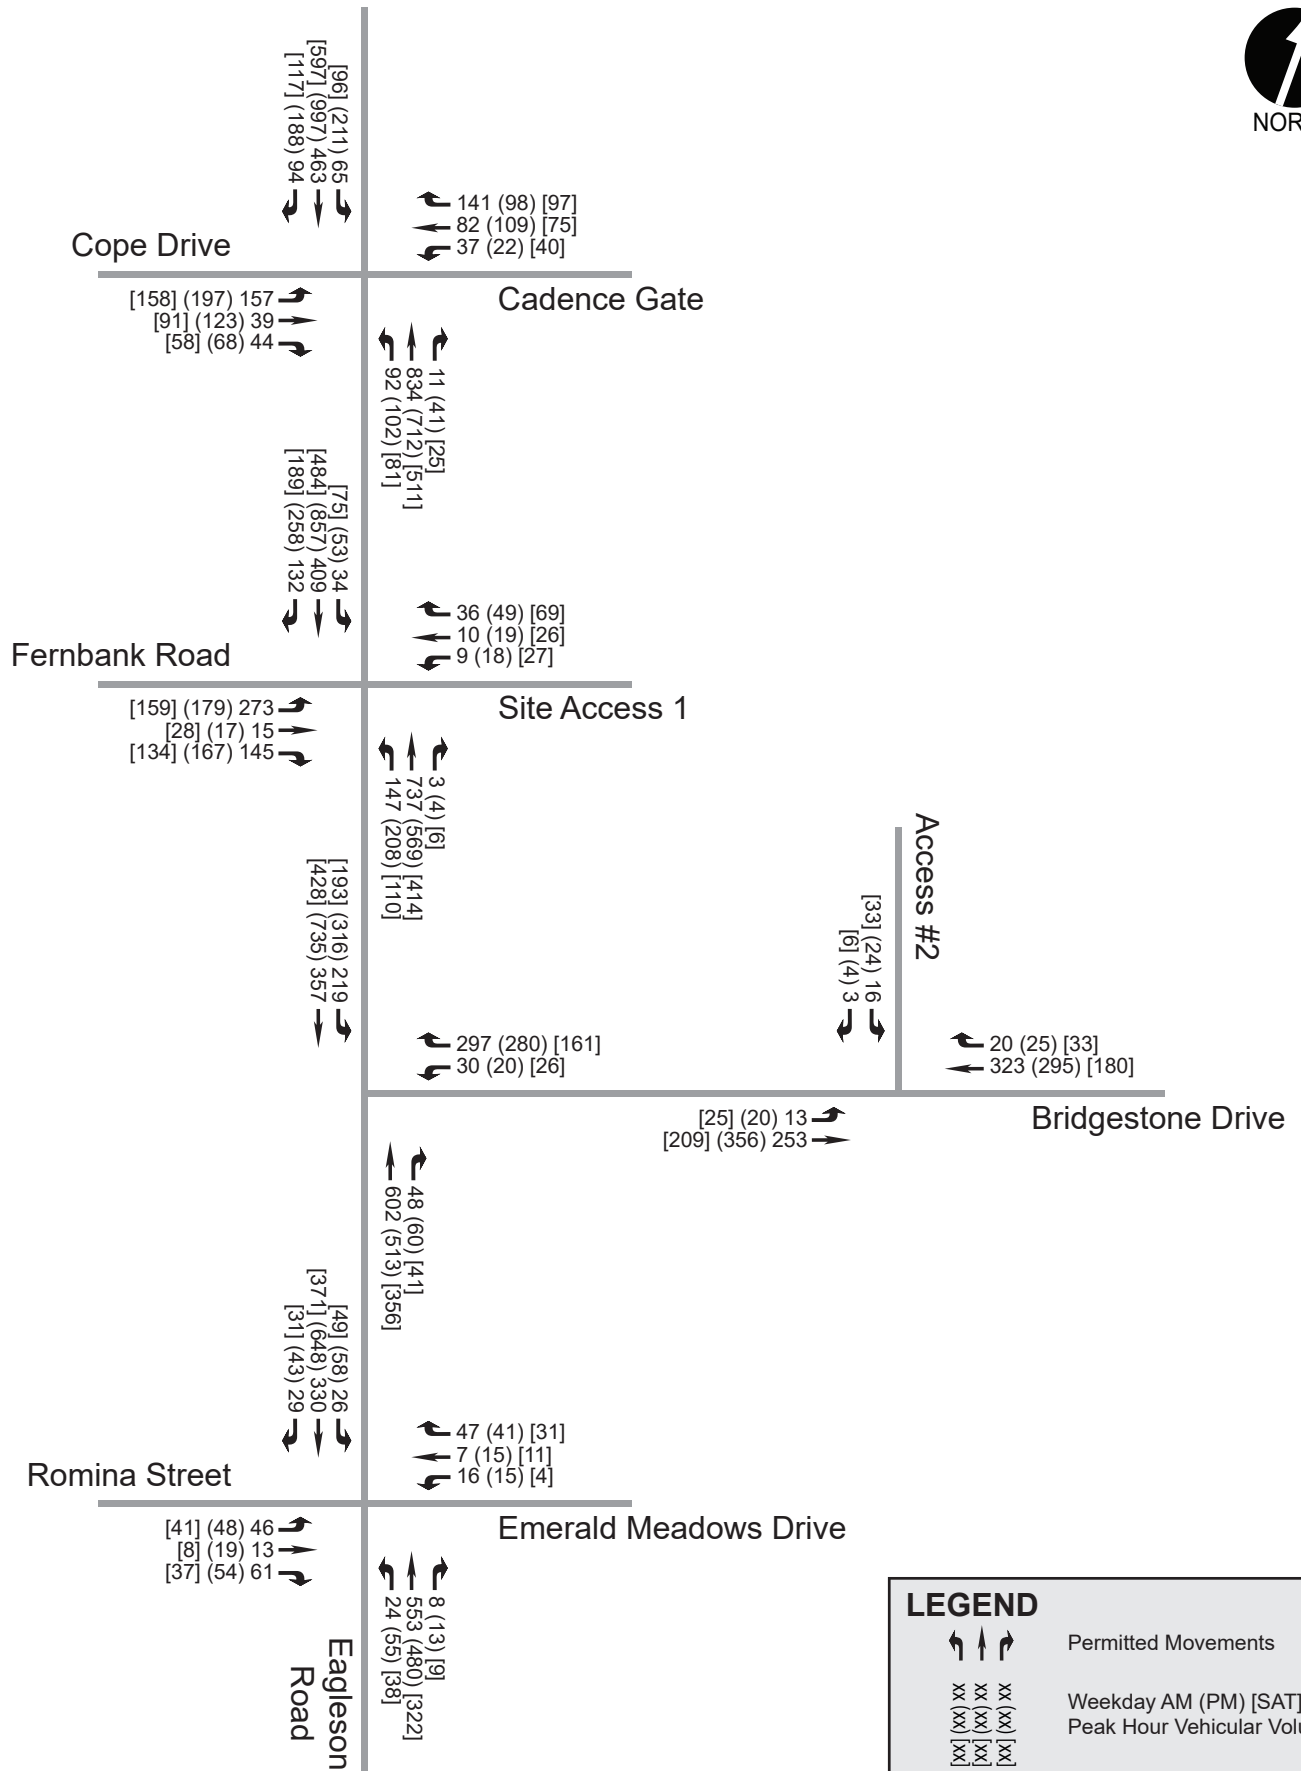 NOR
[96] (211) 65
[597] (997) 463
[117] (188) 94
141 (98) [97]
82 (109) [75]
37 (22) [40]
Cope Drive
[158] (197) 157
[91] (123) 39
[58] (68) 44
Cadence Gate
11 (41) [25]
834 (712) [511]
92 (102) [81]
[75] (53) 34
[484] (857) 409
[189] (258) 132
36 (49) [69]
10 (19) [26]
9 (18) [27]
Fernbank Road
[159] (179) 273
[28] (17) 15
[134] (167) 145
Site Access 1
3 (4) [6]
737 (569) [414]
147 (208) [110]
[193] (316) 219
[428] (735) 357
Access #2
[33] (24) 16
[6] (4) 3
297 (280) [161]
30 (20) [26]
20 (25) [33]
323 (295) [180]
[25] (20) 13
[209] (356) 253
Bridgestone Drive
48 (60) [41]
602 (513) [356]
[49] (58) 26
[371] (648) 330
[31] (43) 29
47 (41) [31]
7 (15) [11]
16 (15) [4]
Romina Street
[41] (48) 46
[8] (19) 13
[37] (54) 61
Emerald Meadows Drive
8 (13) [9]
553 (480) [322]
24 (55) [38]
Eagleson
Road
LEGEND
Permitted Movements
xx (xx) [xx]
xx (xx) [xx]
xx (xx) [xx]
Weekday AM (PM) [SAT]
Peak Hour Vehicular Volu